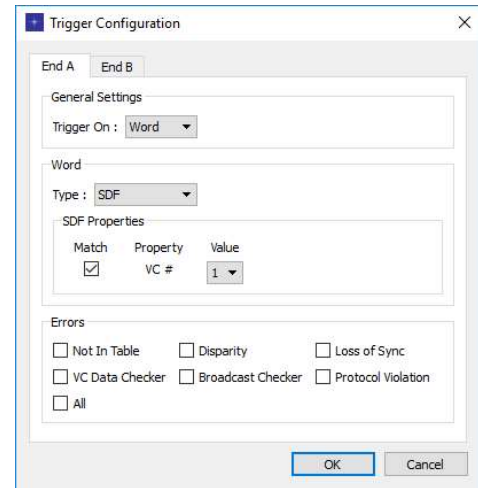 Trigger Configuration
End A End B
General Settings
Trigger On : Word
Word
Type : SDF
SDF Properties
Match Property Value
VC # 1
Errors
Not In Table Disparity Loss of Sync
VC Data Checker Broadcast Checker Protocol Violation
All
OK Cancel